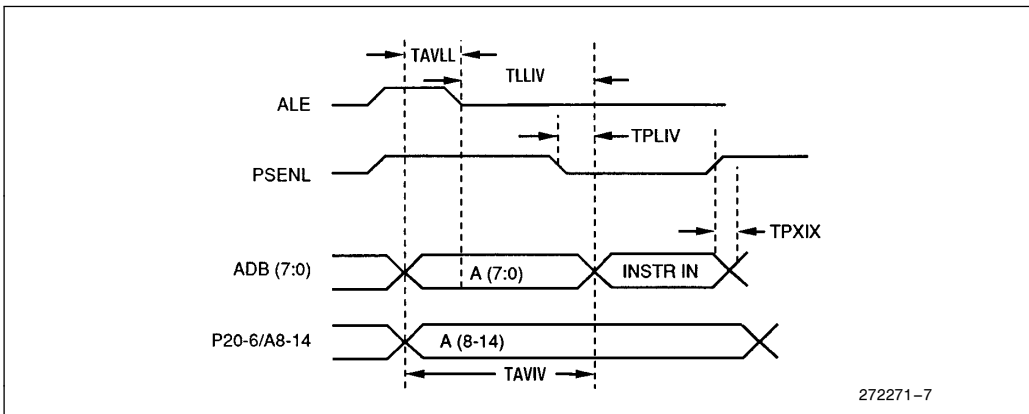 TAVLL
TLLIV
ALE
TPLIV
PSENL
TPXIX
ADB (7:0)
A (7:0)
INSTR IN
P20-6/A8-14
A (8-14)
TAVIV
272271–7